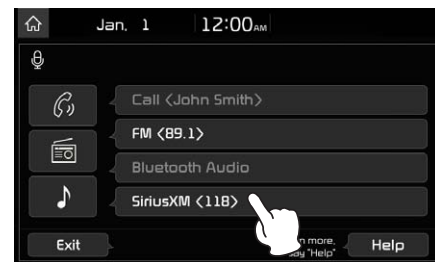 Jan. 1 12:00AM
Call <John Smith>
FM <89.1>
Bluetooth Audio
SiriusXM <118>
Exit
more,
say "Help"
Help